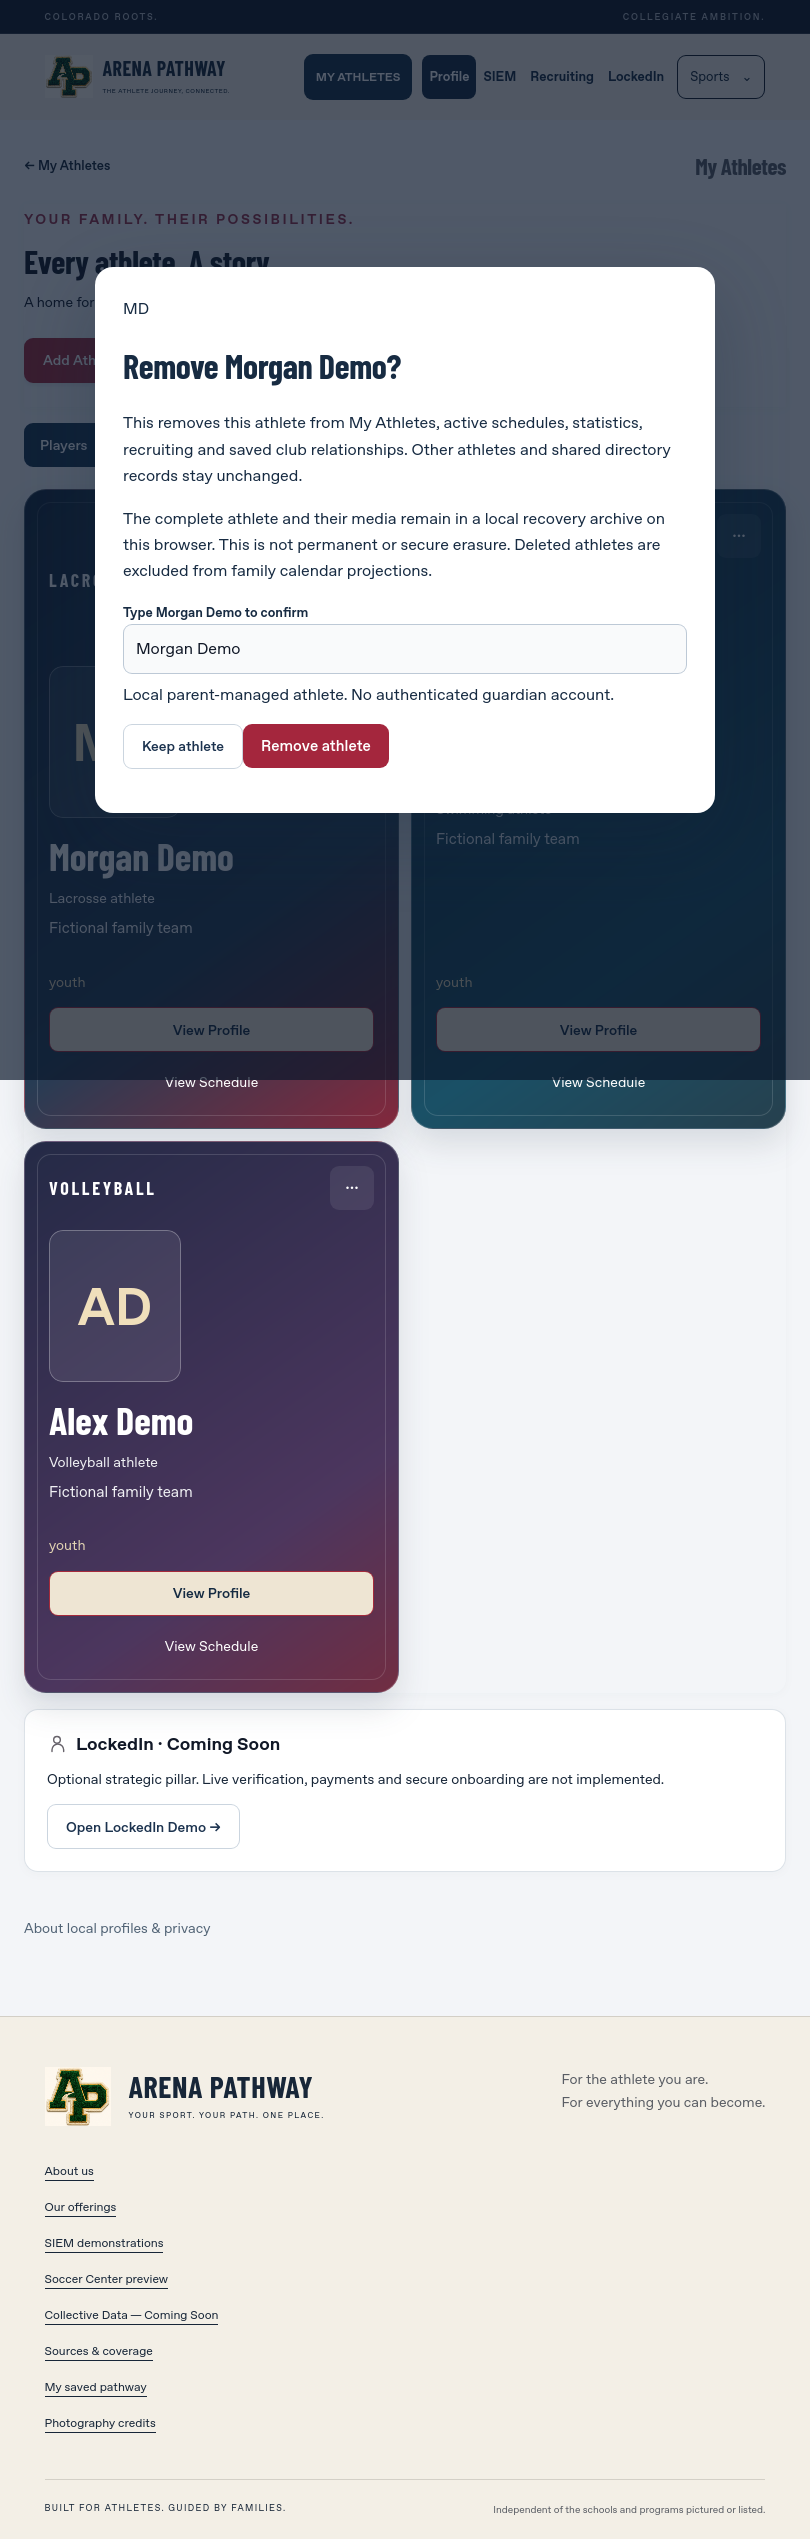 COLORADO ROOTS.
COLLEGIATE AMBITION.
ARENA PATHWAY
THE ATHLETE JOURNEY. CONNECTED.
MY ATHLETES
Profile
SIEM
Recruiting
LockedIn
Sports
← My Athletes
My Athletes
YOUR FAMILY. THEIR POSSIBILITIES.
Every athlete. A story.
A home for
Add Ath
Players
MD
Remove Morgan Demo?
This removes this athlete from My Athletes, active schedules, statistics,
recruiting and saved club relationships. Other athletes and shared directory
records stay unchanged.
The complete athlete and their media remain in a local recovery archive on
this browser. This is not permanent or secure erasure. Deleted athletes are
excluded from family calendar projections.
Type Morgan Demo to confirm
Morgan Demo
Local parent-managed athlete. No authenticated guardian account.
Keep athlete
Remove athlete
Morgan Demo
Lacrosse athlete
Fictional family team
youth
View Profile
View Schedule
Swimming athlete
Fictional family team
youth
View Profile
View Schedule
VOLLEYBALL
...
AD
Alex Demo
Volleyball athlete
Fictional family team
youth
View Profile
View Schedule
LockedIn · Coming Soon
Optional strategic pillar. Live verification, payments and secure onboarding are not implemented.
Open LockedIn Demo →
About local profiles & privacy
AP
ARENA PATHWAY
YOUR SPORT. YOUR PATH. ONE PLACE.
For the athlete you are.
For everything you can become.
About us
Our offerings
SIEM demonstrations
Soccer Center preview
Collective Data — Coming Soon
Sources & coverage
My saved pathway
Photography credits
BUILT FOR ATHLETES. GUIDED BY FAMILIES.
Independent of the schools and programs pictured or listed.